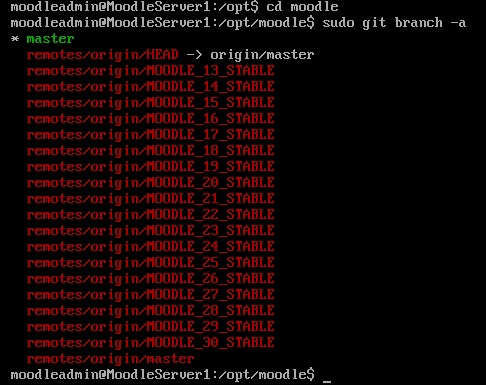 moodleadmin@MoodleServer1:/opt$ cd moodle
moodleadmin@MoodleServer1:/opt/moodle$ sudo git branch -a
* master
remotes/origin/HEAD -> origin/master
remotes/origin/MOODLE_13_STABLE
remotes/origin/MOODLE_14_STABLE
remotes/origin/MOODLE_15_STABLE
remotes/origin/MOODLE_16_STABLE
remotes/origin/MOODLE_17_STABLE
remotes/origin/MOODLE_18_STABLE
remotes/origin/MOODLE_19_STABLE
remotes/origin/MOODLE_20_STABLE
remotes/origin/MOODLE_21_STABLE
remotes/origin/MOODLE_22_STABLE
remotes/origin/MOODLE_23_STABLE
remotes/origin/MOODLE_24_STABLE
remotes/origin/MOODLE_25_STABLE
remotes/origin/MOODLE_26_STABLE
remotes/origin/MOODLE_27_STABLE
remotes/origin/MOODLE_28_STABLE
remotes/origin/MOODLE_29_STABLE
remotes/origin/MOODLE_30_STABLE
remotes/origin/master
moodleadmin@MoodleServer1:/opt/moodle$ _